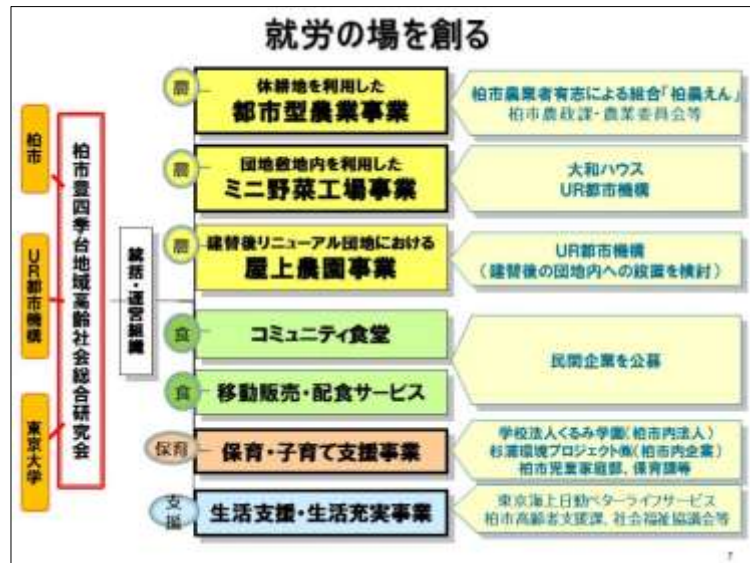 就労の場を創る
柏市
UR都市機構
東京大学
柏市豊四季台地域高齢社会総合研究会
統括・運営組織
農
休耕地を利用した
都市型農業事業
柏市農業者有志による組合「柏農えん」
柏市農政課・農業委員会等
農
団地敷地内を利用した
ミニ野菜工場事業
大和ハウス
UR都市機構
農
建替後リニューアル団地における
屋上農園事業
UR都市機構
（建替後の団地内への設置を検討）
食
コミュニティ食堂
食
移動販売・配食サービス
民間企業を公募
保育
保育・子育て支援事業
学校法人くるみ学園（柏市内法人）
杉浦環境プロジェクト㈱（柏市内企業）
柏市児童家庭部、保育課等
支援
生活支援・生活充実事業
東京海上日動ベターライフサービス
柏市高齢者支援課、社会福祉協議会等
7